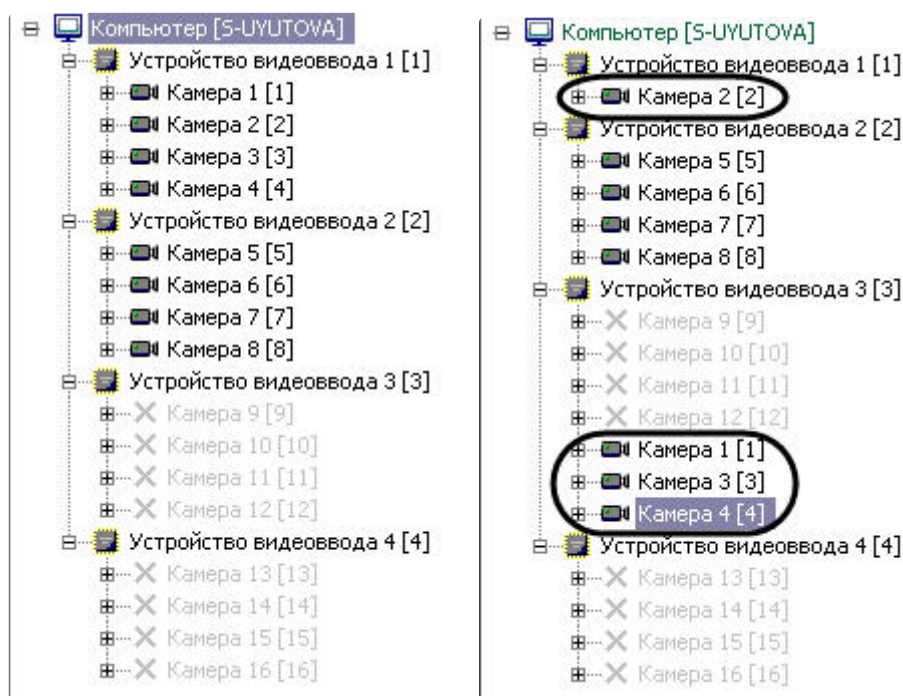 Компьютер [S-UYUTOVA]
Устройство видеоввода 1 [1]
Камера 1 [1]
Камера 2 [2]
Камера 3 [3]
Камера 4 [4]
Устройство видеоввода 2 [2]
Камера 5 [5]
Камера 6 [6]
Камера 7 [7]
Камера 8 [8]
Устройство видеоввода 3 [3]
Камера 9 [9]
Камера 10 [10]
Камера 11 [11]
Камера 12 [12]
Устройство видеоввода 4 [4]
Камера 13 [13]
Камера 14 [14]
Камера 15 [15]
Камера 16 [16]
Компьютер [S-UYUTOVA]
Устройство видеоввода 1 [1]
Камера 2 [2]
Устройство видеоввода 2 [2]
Камера 5 [5]
Камера 6 [6]
Камера 7 [7]
Камера 8 [8]
Устройство видеоввода 3 [3]
Камера 9 [9]
Камера 10 [10]
Камера 11 [11]
Камера 12 [12]
Камера 1 [1]
Камера 3 [3]
Камера 4 [4]
Устройство видеоввода 4 [4]
Камера 13 [13]
Камера 14 [14]
Камера 15 [15]
Камера 16 [16]